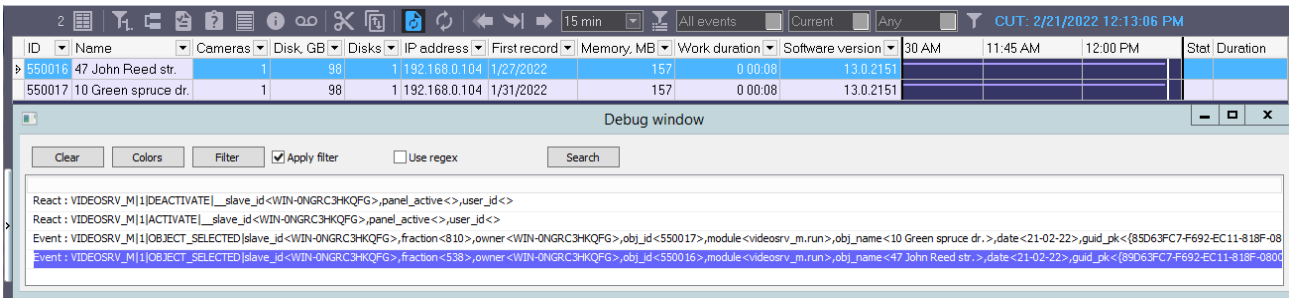 2 15 min All events Current Any CUT: 2/21/2022 12:13:06 PM
ID Name Cameras Disk, GB Disks IP address First record Memory, MB Work duration Software version 30 AM 11:45 AM 12:00 PM Stat Duration
550016 47 John Reed str. 1 98 1 192.168.0.104 1/27/2022 157 0 00:08 13.0.2151
550017 10 Green spruce dr. 1 98 1 192.168.0.104 1/31/2022 157 0 00:08 13.0.2151
Debug window
Clear Colors Filter Apply filter Use regex Search
React : VIDEOSRV_M|1|DEACTIVATE|__slave_id<WIN-0NGRC3HKQFG>,panel_active<>,user_id<>
React : VIDEOSRV_M|1|ACTIVATE|__slave_id<WIN-0NGRC3HKQFG>,panel_active<>,user_id<>
Event : VIDEOSRV_M|1|OBJECT_SELECTED|slave_id<WIN-0NGRC3HKQFG>,fraction<810>,owner<WIN-0NGRC3HKQFG>,obj_id<550017>,module<videosrv_m.run>,obj_name<10 Green spruce dr.>,date<21-02-22>,guid_pk<{85D63FC7-F692-EC11-818F-08
Event : VIDEOSRV_M|1|OBJECT_SELECTED|slave_id<WIN-0NGRC3HKQFG>,fraction<538>,owner<WIN-0NGRC3HKQFG>,obj_id<550016>,module<videosrv_m.run>,obj_name<47 John Reed str.>,date<21-02-22>,guid_pk<{89D63FC7-F692-EC11-818F-0800